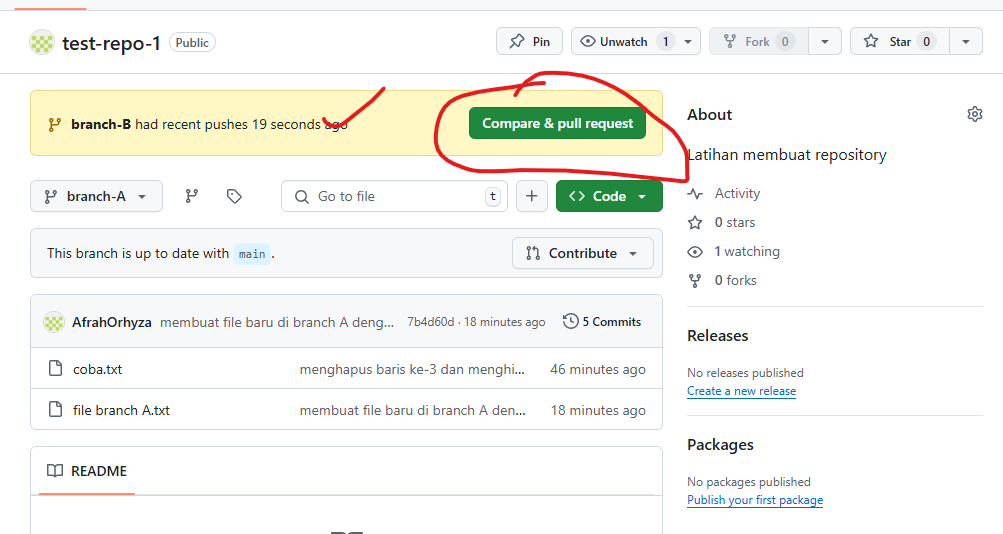 test-repo-1 Public Pin Unwatch 1 Fork 0 Star 0
branch-B had recent pushes 19 seconds ago Compare & pull request
branch-A Go to file t Code
This branch is up to date with main. Contribute
AfrahOrhyza membuat file baru di branch A deng... 7b4d60d · 18 minutes ago 5 Commits
coba.txt menghapus baris ke-3 dan menghi... 46 minutes ago
file branch A.txt membuat file baru di branch A den... 18 minutes ago
README
About
Latihan membuat repository
Activity
0 stars
1 watching
0 forks
Releases
No releases published
Create a new release
Packages
No packages published
Publish your first package